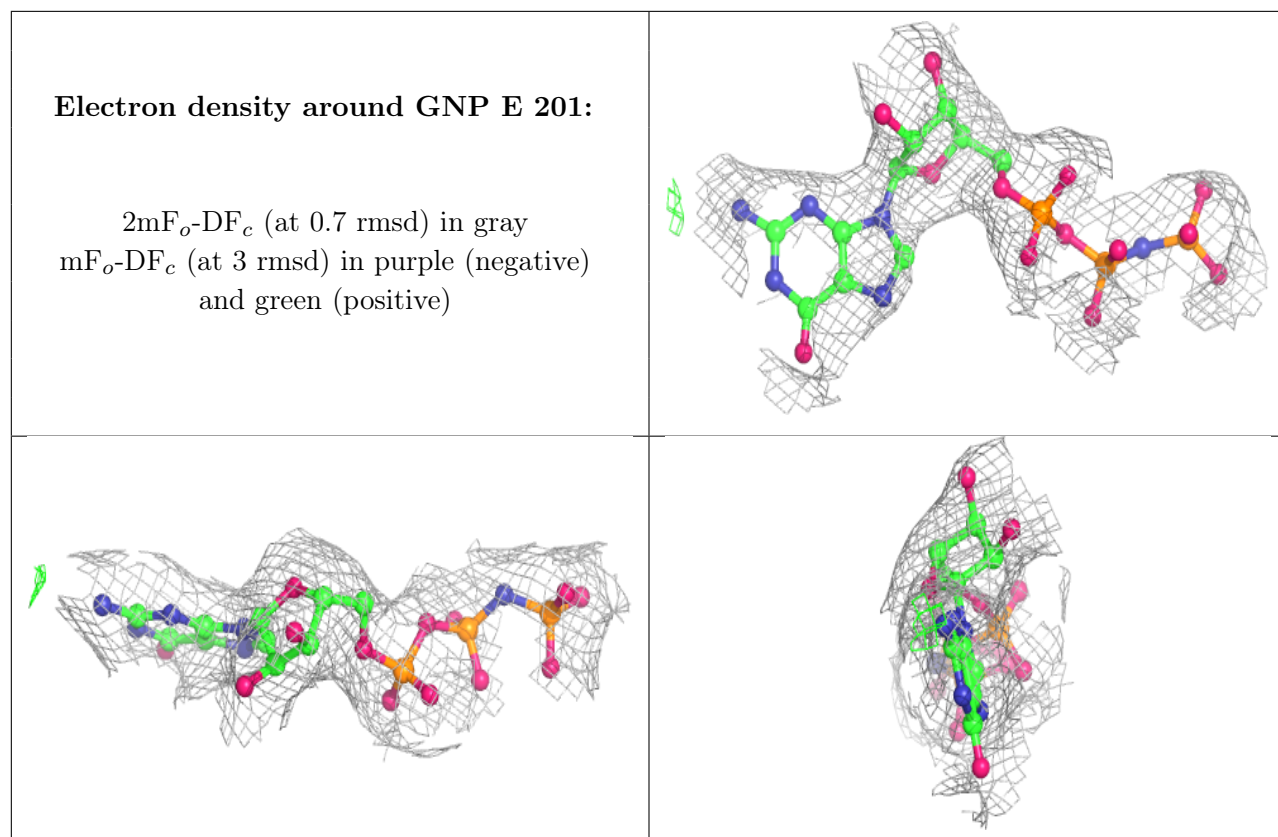 Electron density around GNP E 201:
2mFo-DFc (at 0.7 rmsd) in gray
mFo-DFc (at 3 rmsd) in purple (negative)
and green (positive)